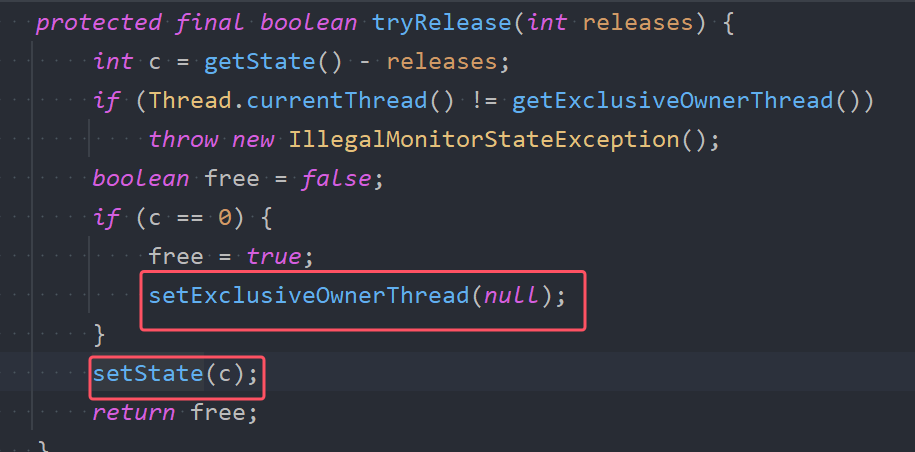 protected final boolean tryRelease(int releases) {
int c = getState() - releases;
if (Thread.currentThread() != getExclusiveOwnerThread())
throw new IllegalMonitorStateException();
boolean free = false;
if (c == 0) {
free = true;
setExclusiveOwnerThread(null);
}
setState(c);
return free;
}